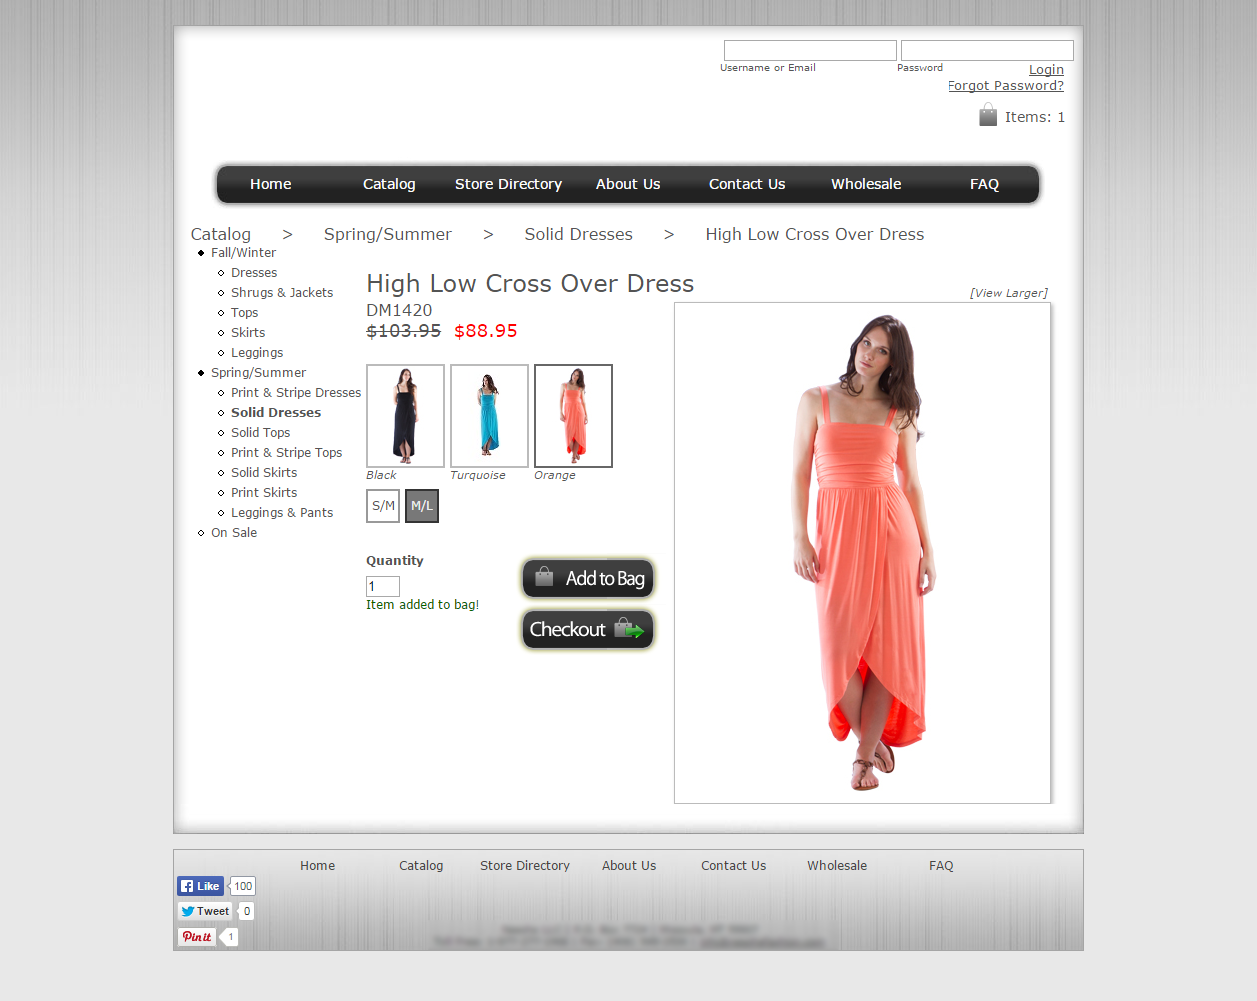 Username or Email
Password
Login
Forgot Password?
Items: 1
Home Catalog Store Directory About Us Contact Us Wholesale FAQ
Catalog > Spring/Summer > Solid Dresses > High Low Cross Over Dress
Fall/Winter
Dresses
Shrugs & Jackets
Tops
Skirts
Leggings
Spring/Summer
Print & Stripe Dresses
Solid Dresses
Solid Tops
Print & Stripe Tops
Solid Skirts
Print Skirts
Leggings & Pants
On Sale
High Low Cross Over Dress
[View Larger]
DM1420
$103.95 $88.95
Black Turquoise Orange
S/M M/L
Quantity
1
Item added to bag!
Add to Bag
Checkout
Home Catalog Store Directory About Us Contact Us Wholesale FAQ
Like 100
Tweet 0
Pin it 1